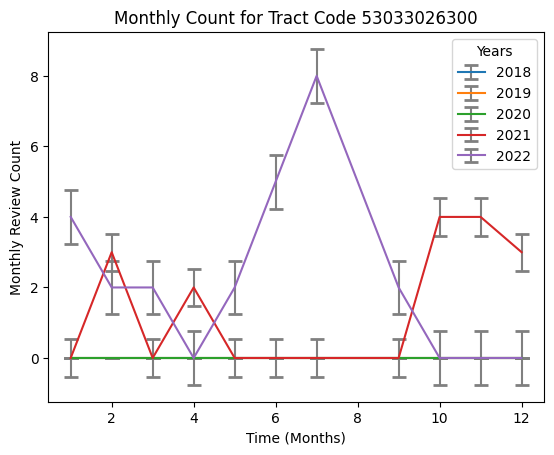 Monthly Count for Tract Code 53033026300
Years
2018
2019
2020
2021
2022
Monthly Review Count
8
6
4
2
0
2 4 6 8 10 12
Time (Months)